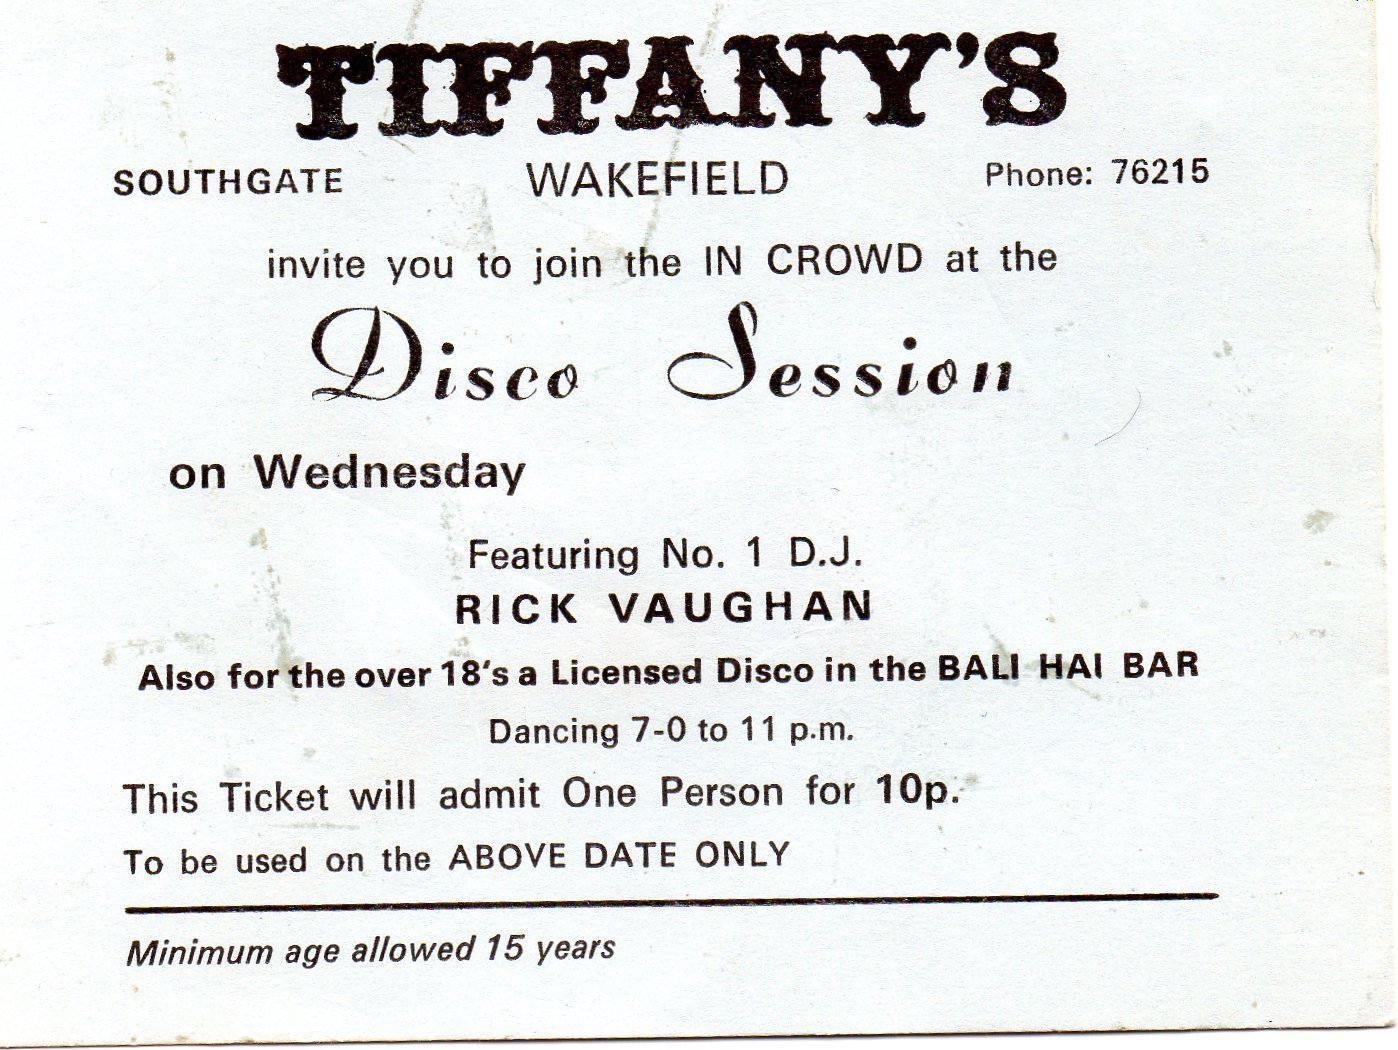 TIFFANY'S
SOUTHGATE WAKEFIELD Phone: 76215
invite you to join the IN CROWD at the
Disco Session
on Wednesday
Featuring No. 1 D.J.
RICK VAUGHAN
Also for the over 18's a Licensed Disco in the BALI HAI BAR
Dancing 7-0 to 11 p.m.
This Ticket will admit One Person for 10p.
To be used on the ABOVE DATE ONLY
Minimum age allowed 15 years